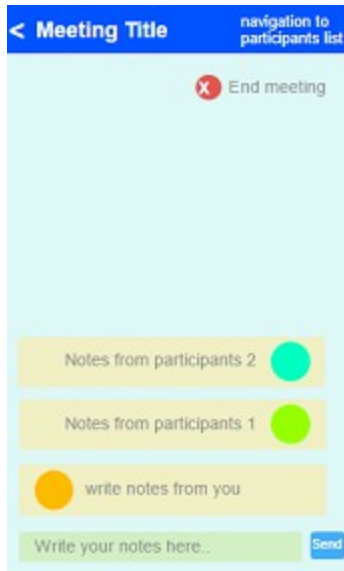 < Meeting Title
navigation to
participants list
X End meeting
Notes from participants 2
Notes from participants 1
write notes from you
Write your notes here..
Send